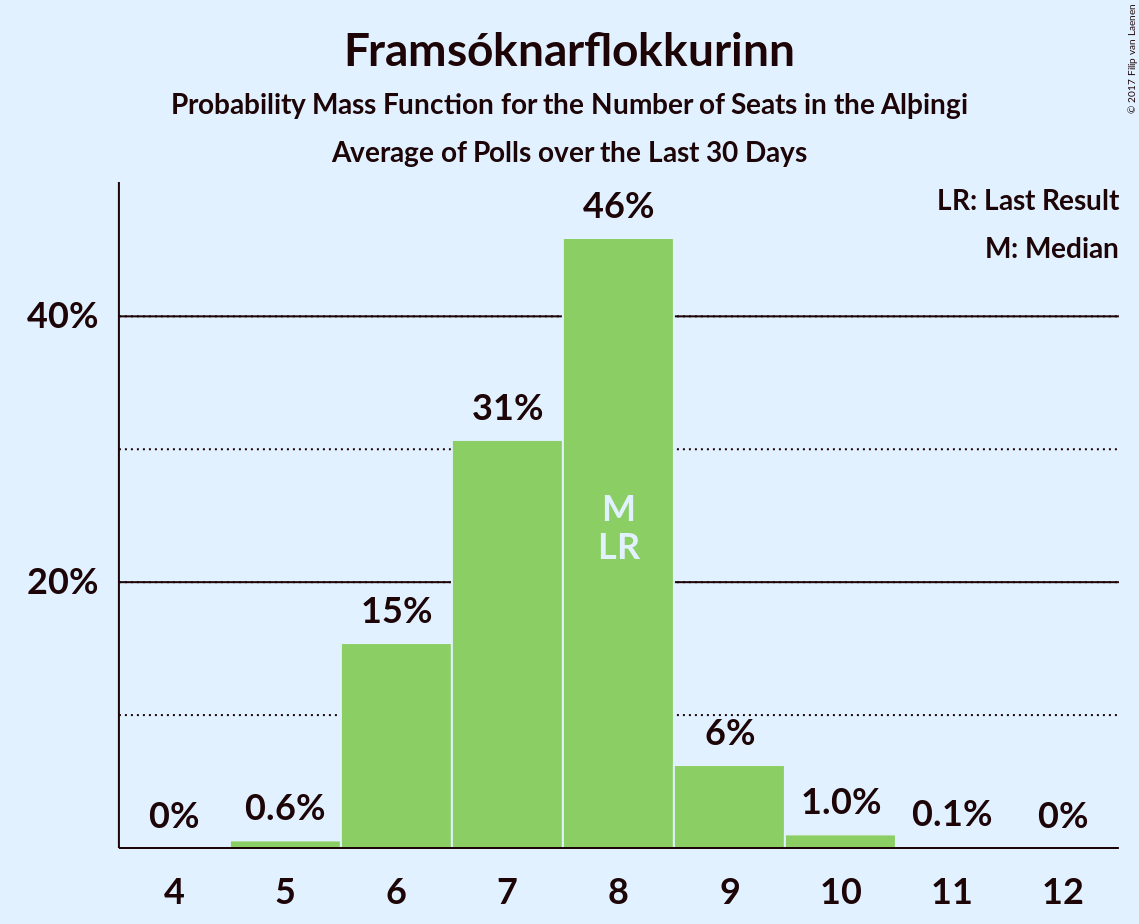 Framsóknarflokkurinn
Probability Mass Function for the Number of Seats in the Alþingi
Average of Polls over the Last 30 Days
© 2017 Filip van Laenen
LR: Last Result
M: Median
46%
40%
31%
M
LR
20%
15%
6%
0%
0.6%
1.0%
0.1%
0%
4 5 6 7 8 9 10 11 12